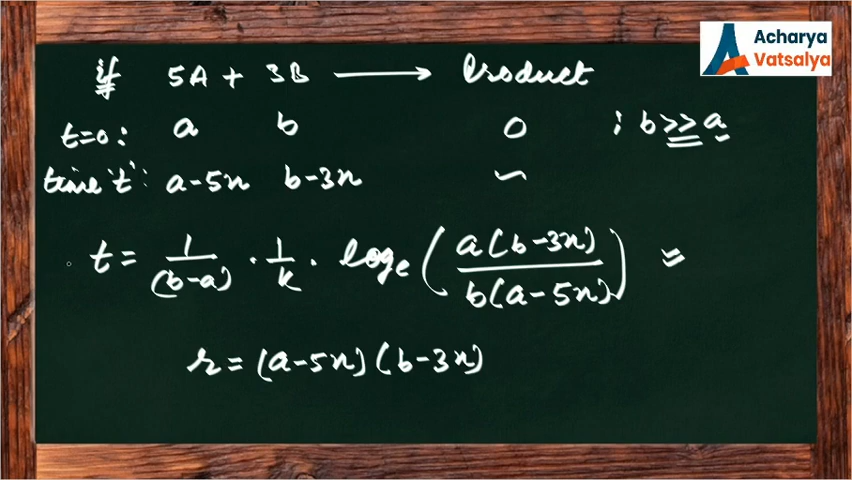 Acharya
Vatsalya
if 5A + 3B ⟶ Product
t=0: a b 0 ; b >> a
time 't': a-5x b-3x ~
t = 1/(b-a) · 1/k · loge ( a(b-3x) / b(a-5x) ) =
r = (a-5x)(b-3x)